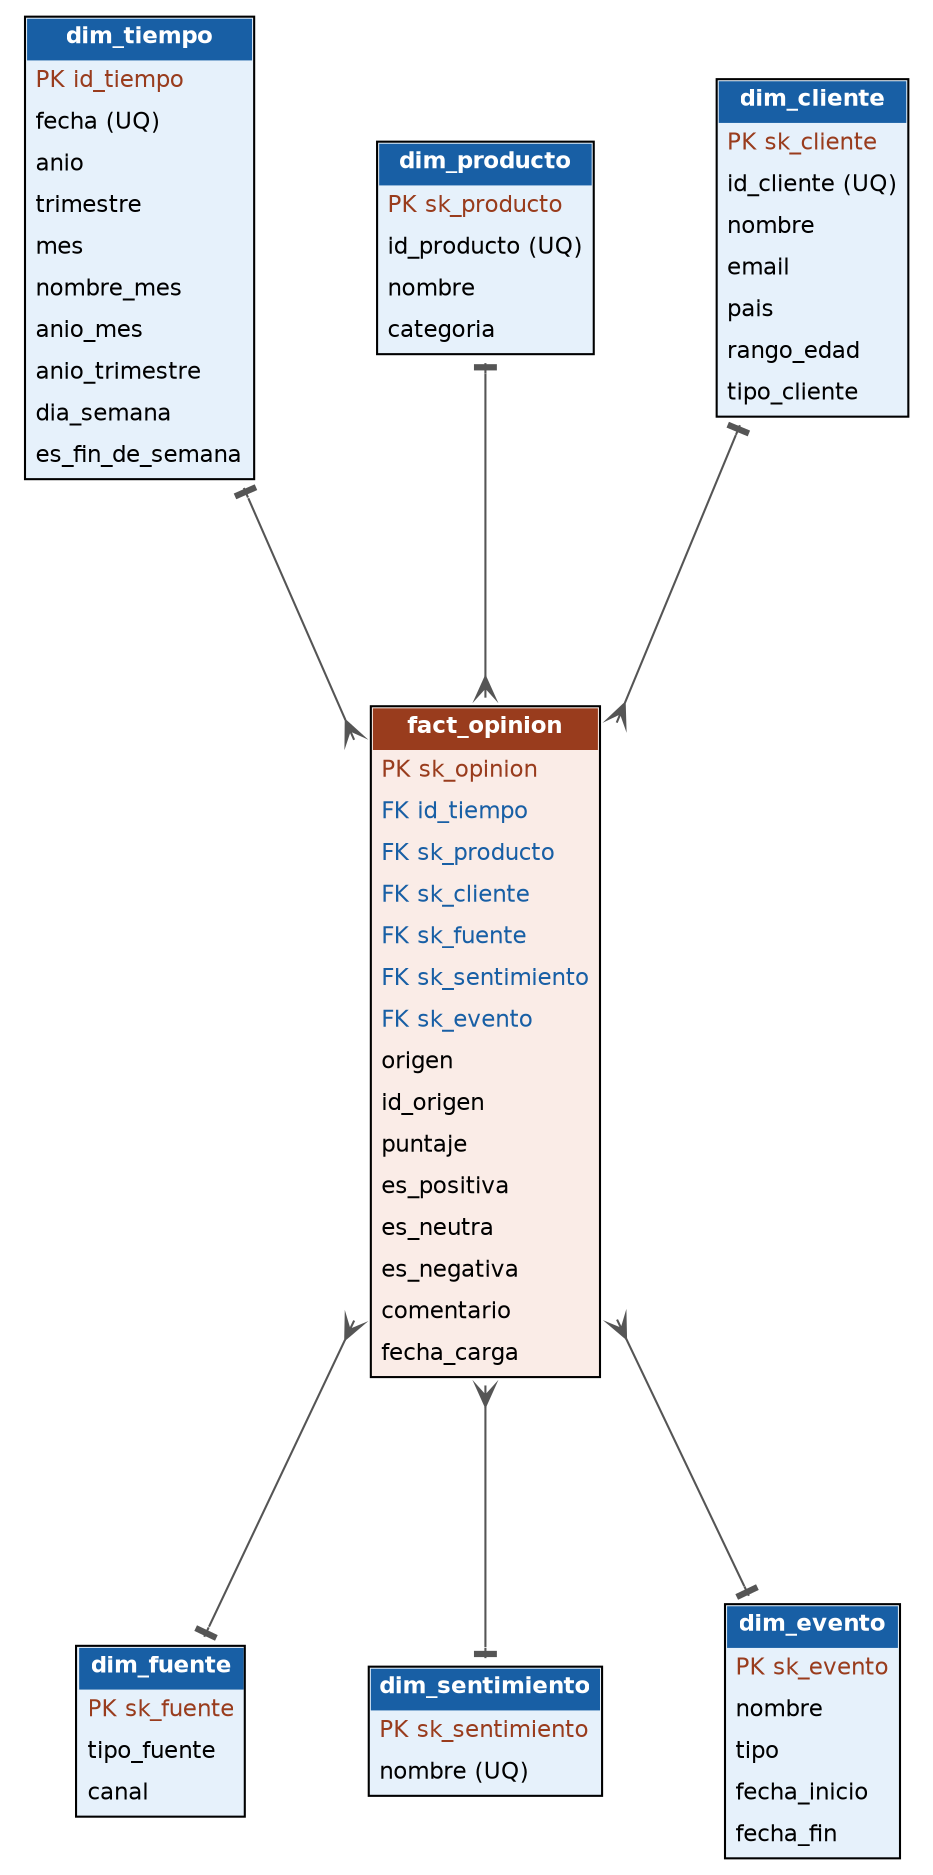 dim_tiempo
PK id_tiempo
fecha (UQ)
anio
trimestre
mes
nombre_mes
anio_mes
anio_trimestre
dia_semana
es_fin_de_semana
dim_producto
PK sk_producto
id_producto (UQ)
nombre
categoria
dim_cliente
PK sk_cliente
id_cliente (UQ)
nombre
email
pais
rango_edad
tipo_cliente
fact_opinion
PK sk_opinion
FK id_tiempo
FK sk_producto
FK sk_cliente
FK sk_fuente
FK sk_sentimiento
FK sk_evento
origen
id_origen
puntaje
es_positiva
es_neutra
es_negativa
comentario
fecha_carga
dim_fuente
PK sk_fuente
tipo_fuente
canal
dim_sentimiento
PK sk_sentimiento
nombre (UQ)
dim_evento
PK sk_evento
nombre
tipo
fecha_inicio
fecha_fin